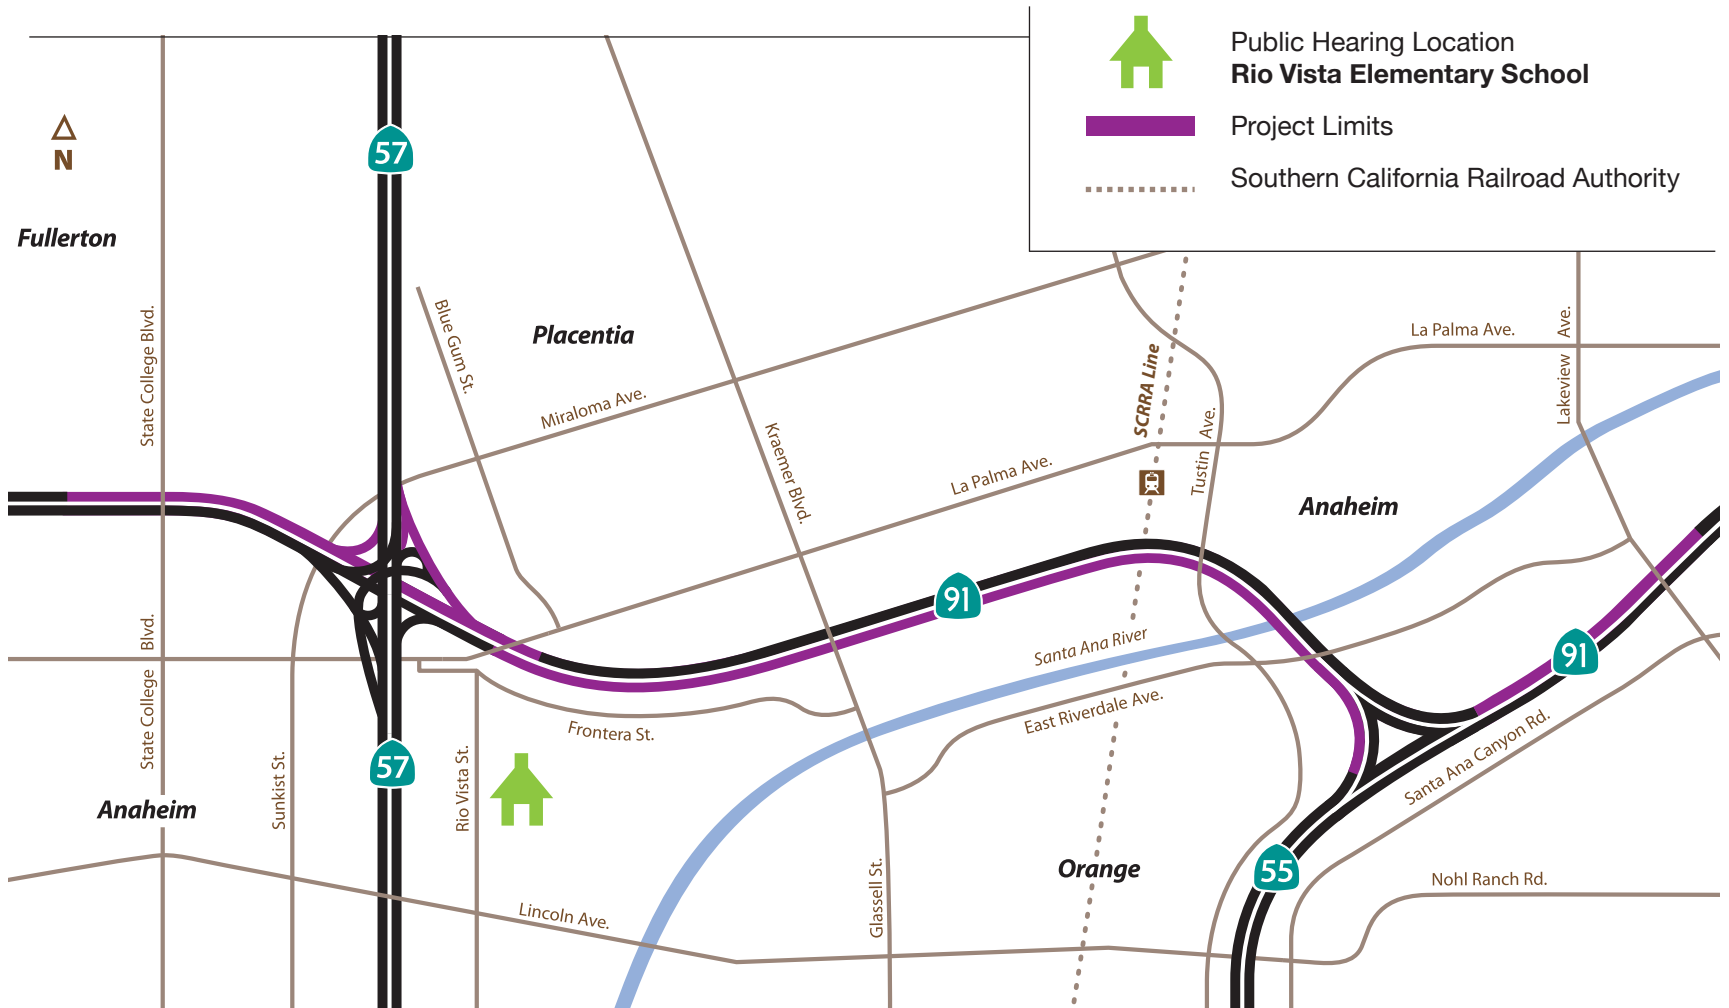 Public Hearing Location
Rio Vista Elementary School
Project Limits
Southern California Railroad Authority
57
N
Fullerton
State College Blvd.
Blue Gum St.
Placentia
Miraloma Ave.
Kraemer Blvd.
SCRRA Line
La Palma Ave.
Lakeview Ave.
Tustin Ave.
La Palma Ave.
Anaheim
91
Santa Ana River
91
State College Blvd.
East Riverdale Ave.
Frontera St.
57
Sunkist St.
Rio Vista St.
Santa Ana Canyon Rd.
Anaheim
Orange
55
Glassell St.
Nohl Ranch Rd.
Lincoln Ave.